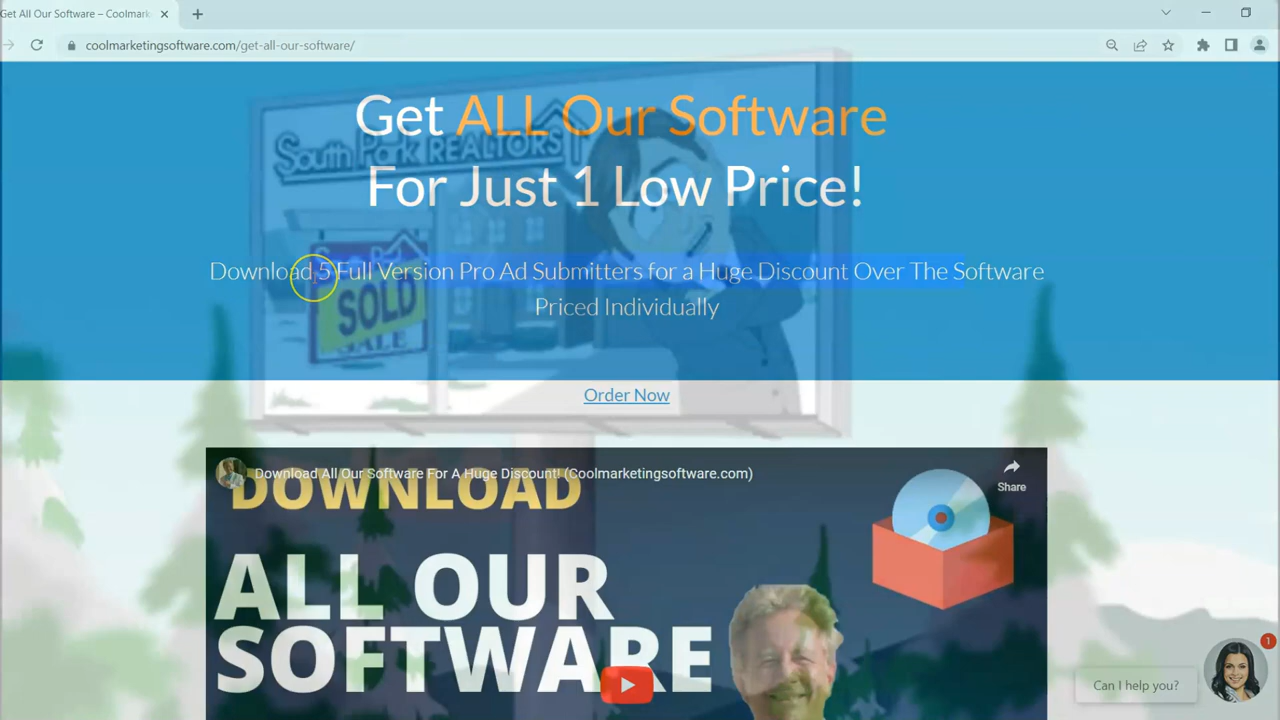 Get All Our Software – Coolmark
coolmarketingsoftware.com/get-all-our-software/
Get ALL Our Software
For Just 1 Low Price!
South Park REALTORS
Download 5 Full Version Pro Ad Submitters for a Huge Discount Over The Software
Priced Individually
SOLD
SALE
Order Now
Download All Our Software For A Huge Discount! (Coolmarketingsoftware.com)
Share
DOWNLOAD
ALL OUR
SOFTWARE
1
Can I help you?